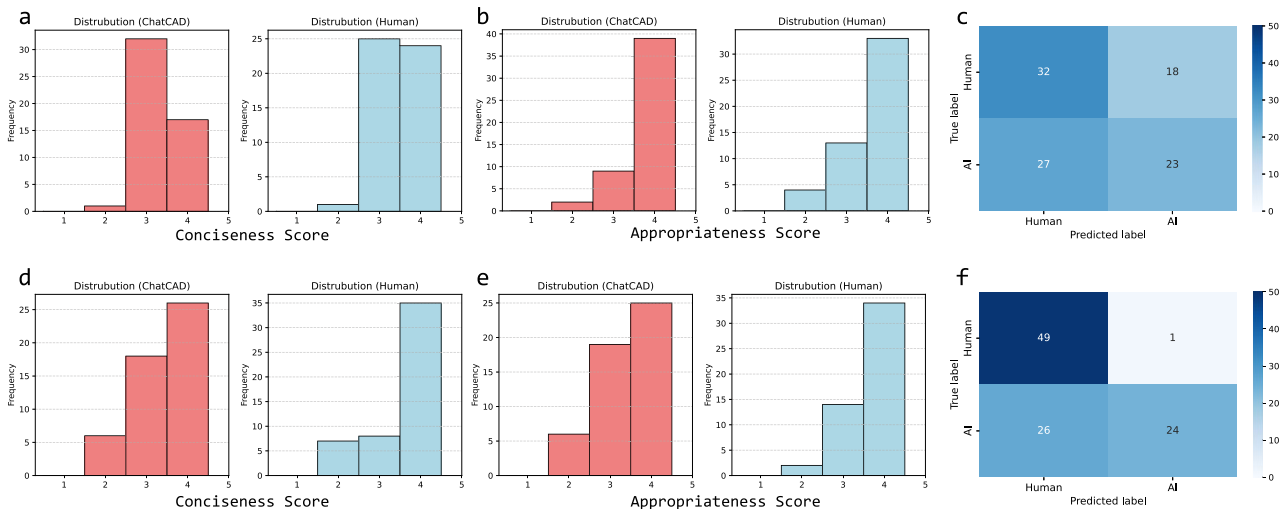 a
Distrubution (ChatCAD)
Frequency
30
25
20
15
10
5
0
1 2 3 4 5
Distrubution (Human)
25
20
15
10
5
0
1 2 3 4 5
Conciseness Score
b
Distrubution (ChatCAD)
Frequency
40
35
30
25
20
15
10
5
0
1 2 3 4 5
Distrubution (Human)
30
25
20
15
10
5
0
1 2 3 4 5
Appropriateness Score
c
True label
Human
AI
32 18
27 23
Human AI
Predicted label
50
40
30
20
10
0
d
Distrubution (ChatCAD)
Frequency
25
20
15
10
5
0
1 2 3 4 5
Distrubution (Human)
35
30
25
20
15
10
5
0
1 2 3 4 5
Conciseness Score
e
Distrubution (ChatCAD)
Frequency
25
20
15
10
5
0
1 2 3 4 5
Distrubution (Human)
Frequency
35
30
25
20
15
10
5
0
1 2 3 4 5
Appropriateness Score
f
True label
Human
AI
49 1
26 24
Human AI
Predicted label
50
40
30
20
10
0